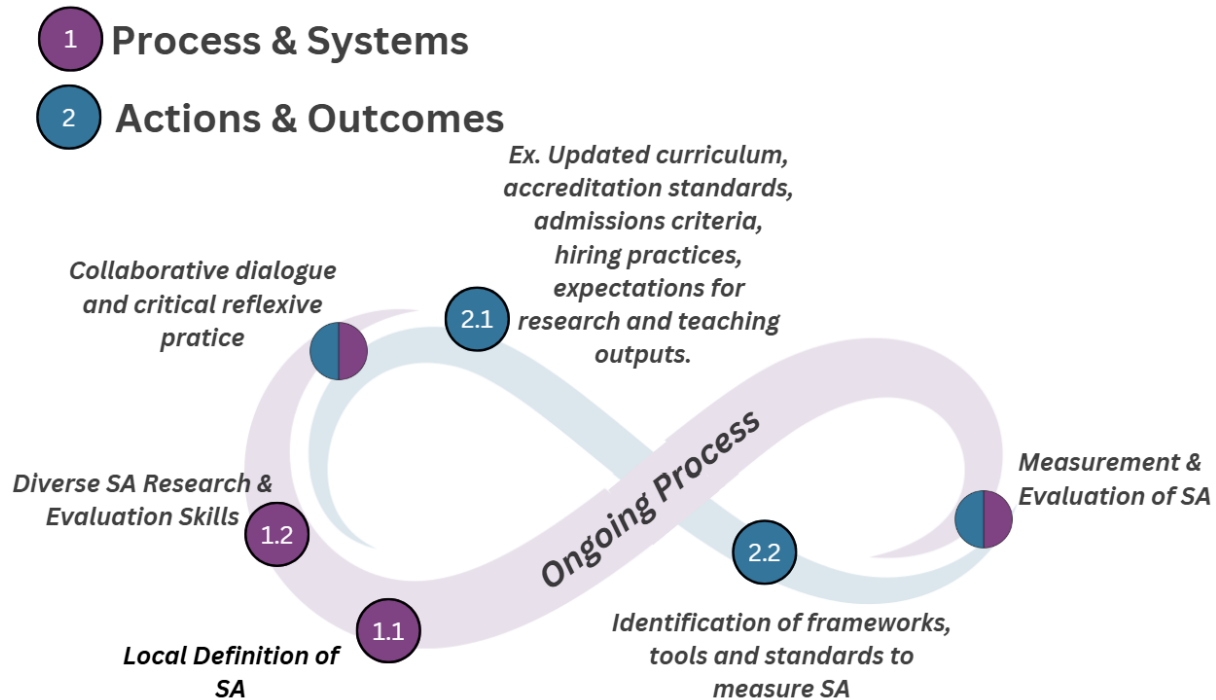 1 Process & Systems
2 Actions & Outcomes
Ex. Updated curriculum,
accreditation standards,
admissions criteria,
hiring practices,
expectations for
research and teaching
outputs.
Collaborative dialogue
and critical reflexive
pratice
2.1
Diverse SA Research &
Evaluation Skills
1.2
Ongoing Process
Measurement &
Evaluation of SA
2.2
Identification of frameworks,
tools and standards to
measure SA
1.1
Local Definition of
SA